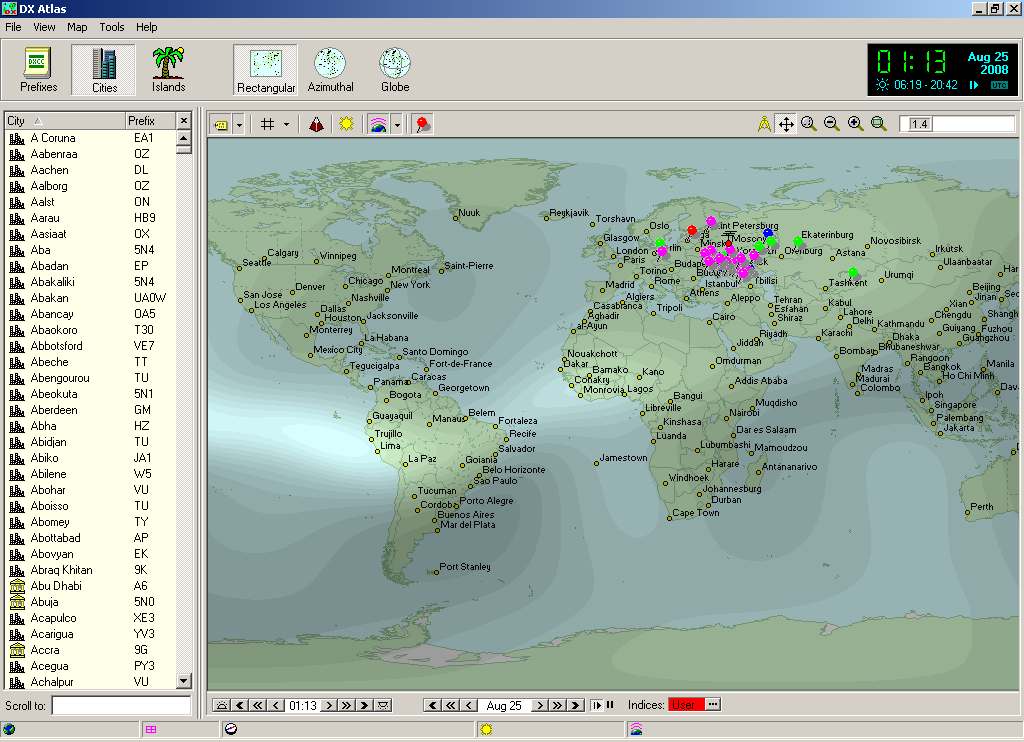 DX Atlas
File View Map Tools Help
Prefixes Cities Islands Rectangular Azimuthal Globe
01:13 Aug 25 2008
06:19 - 20:42 UTC
City Prefix
A Coruna EA1
Aabenraa OZ
Aachen DL
Aalborg OZ
Aalst ON
Aarau HB9
Aasiaat OX
Aba 5N4
Abadan EP
Abakaliki 5N4
Abakan UA0W
Abancay OA5
Abaokoro T30
Abbotsford VE7
Abeche TT
Abengourou TU
Abeokuta 5N1
Aberdeen GM
Abha HZ
Abidjan TU
Abiko JA1
Abilene W5
Abohar VU
Aboisso TU
Abomey TY
Abottabad AP
Abovyan EK
Abraq Khitan 9K
Abu Dhabi A6
Abuja 5N0
Acapulco XE3
Acarigua YV3
Accra 9G
Acegua PY3
Achalpur VU
Scroll to:
1.4
Nuuk
Reykjavik
Torshavn
Oslo
int Petersburg
Glasgow
Minsk
Moscow
Ekaterinburg
Novosibirsk
Irkutsk
Calgary
Winnipeg
Seattle
Montreal
Saint-Pierre
London
Paris
Astana
Ulaanbaatar
Denver
Chicago
New York
Torino
Rome
Istanbul
Tbilisi
Tashkent
Urumqi
Beijing
San Jose
Los Angeles
Nashville
Madrid
Algiers
Tripoli
Athens
Aleppo
Tehran
Kabul
Xian
Jinan
Dallas
Houston
Jacksonville
Casablanca
Aghadir
Cairo
Esfahan
Shiraz
Lahore
Delhi
Chengdu
Monterrey
al-Ayun
Riyadh
Karachi
Kathmandu
Guiyang
Fuzhou
Guangzhou
Mexico City
La Habana
Jiddah
Dhaka
Bhubaneshwar
Santo Domingo
Nouakchott
Omdurman
Bombay
Rangoon
Manila
Tegucigalpa
Fort-de-France
Dakar
Bamako
Kano
Madras
Bangkok
Panama
Caracas
Georgetown
Conakry
Monrovia
Lagos
Addis Ababa
Madurai
Colombo
Ho Chi Minh
Bogota
Bangui
Libreville
Muqdisho
Ipoh
Singapore
Guayaquil
Manaus
Belem
Fortaleza
Kinshasa
Nairobi
Palembang
Jakarta
Trujillo
Lima
Recife
Salvador
Luanda
Dar es Salaam
La Paz
Goiania
Belo Horizonte
Sao Paulo
Jamestown
Lubumbashi
Mamoudzou
Harare
Antananarivo
Tucuman
Cordoba
Porto Alegre
Windhoek
Johannesburg
Durban
Buenos Aires
Mar del Plata
Cape Town
Perth
Port Stanley
01:13 Aug 25 Indices: User